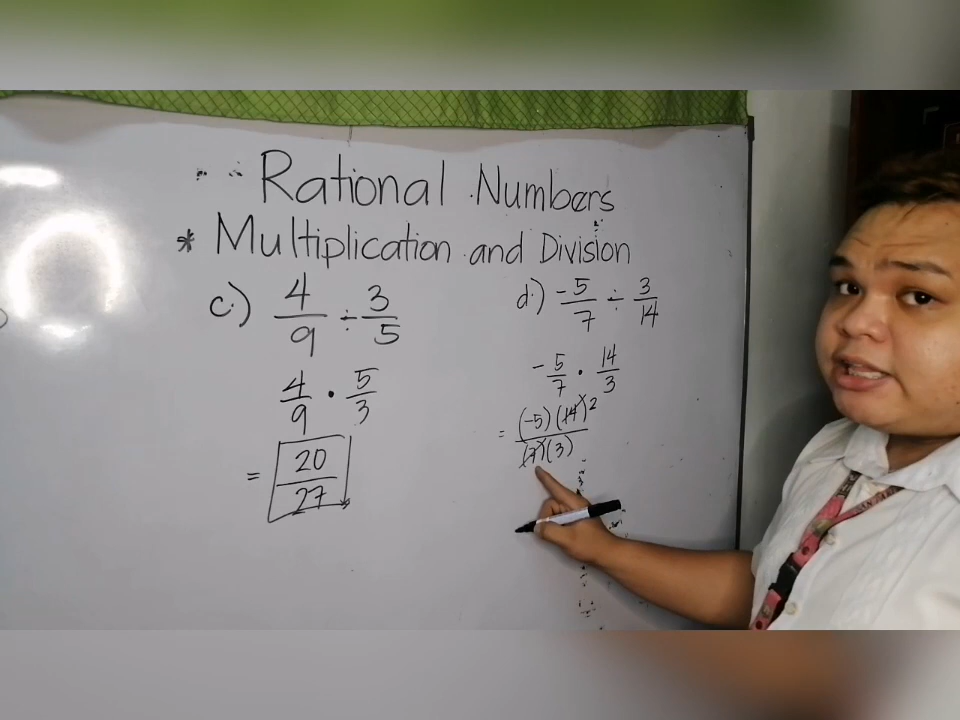 Rational Numbers
* Multiplication and Division
c.) 4/9 ÷ 3/5
4/9 · 5/3
= 20/27
d.) -5/7 ÷ 3/14
-5/7 · 14/3
= (-5)(14)2/(7)(3)